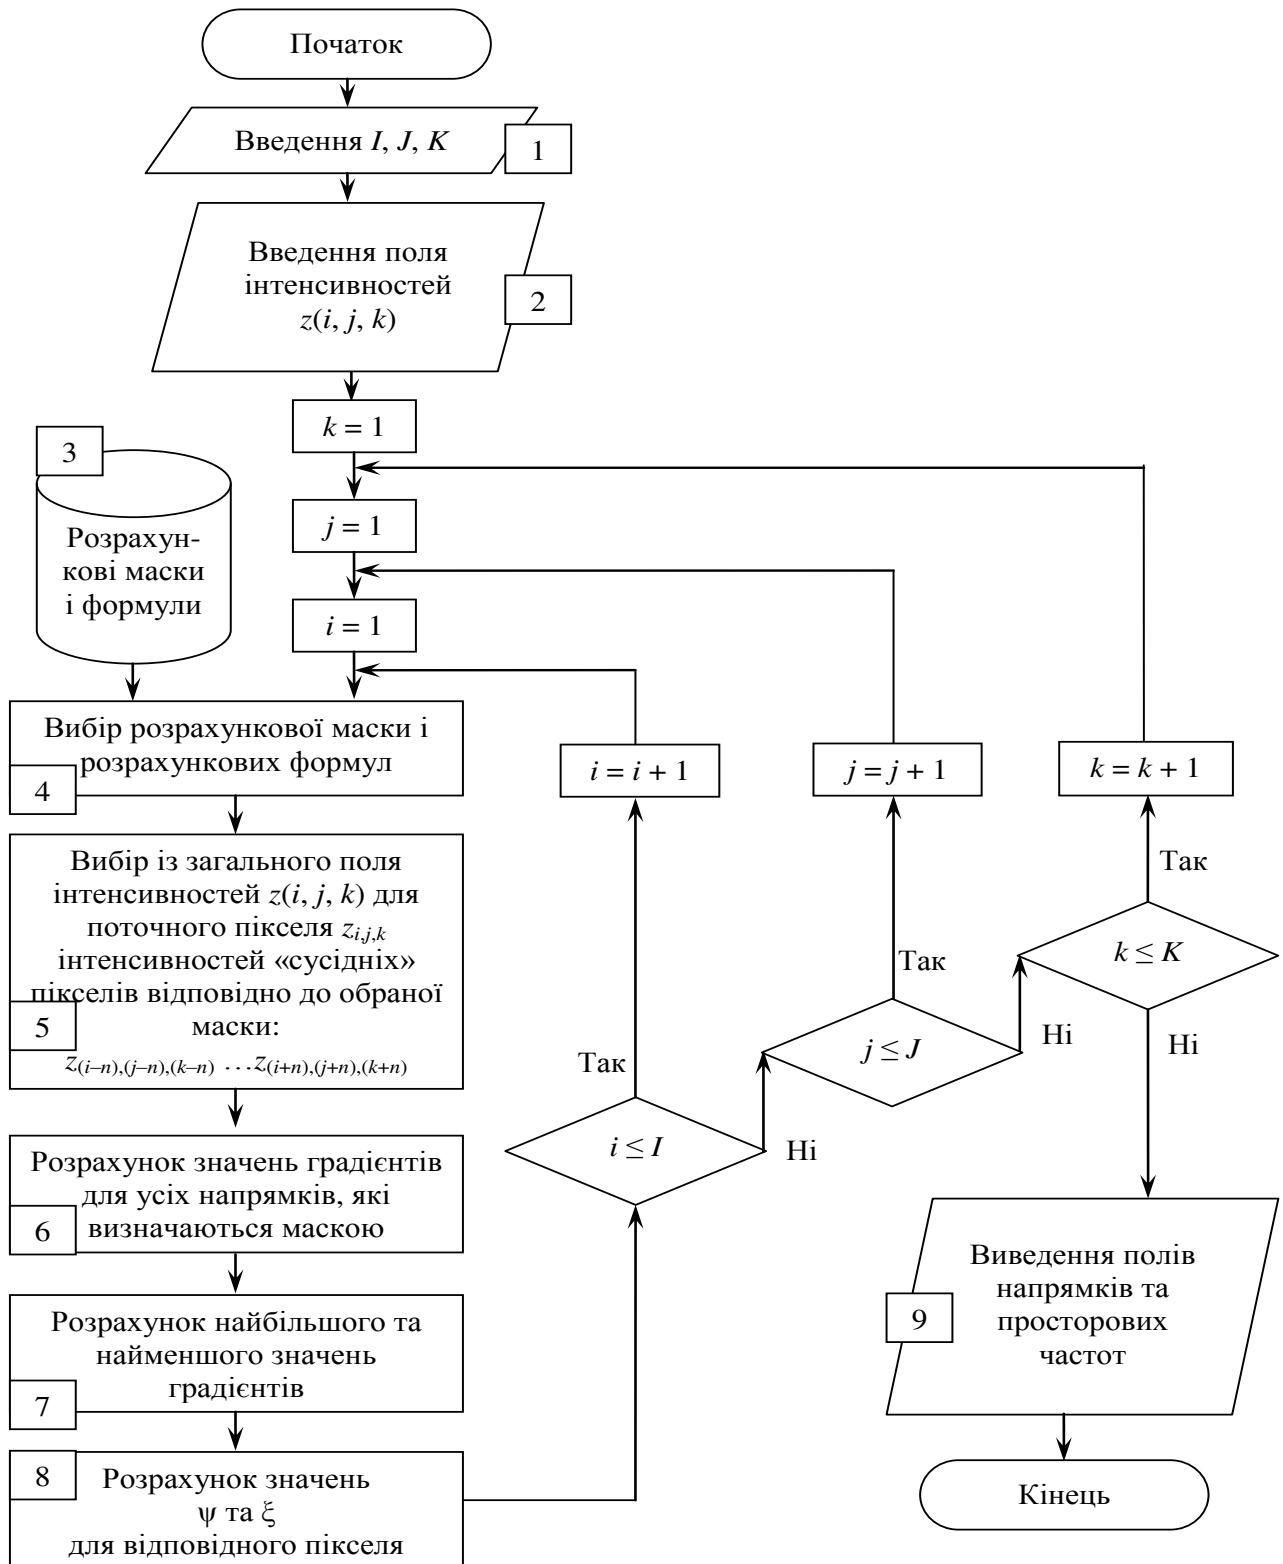 Початок
Введення I, J, K
1
Введення поля
інтенсивностей
z(i, j, k)
2
k = 1
3
Розрахун-
кові маски
і формули
j = 1
i = 1
Вибір розрахункової маски і
розрахункових формул
4
i = i + 1
j = j + 1
k = k + 1
Вибір із загального поля
інтенсивностей z(i, j, k) для
поточного пікселя z_{i,j,k}
інтенсивностей «сусідніх»
пікселів відповідно до обраної
маски:
z_{(i–n),(j–n),(k–n)} …z_{(i+n),(j+n),(k+n)}
5
Так
k ≤ K
Так
Ні
Ні
j ≤ J
Так
i ≤ I
Ні
Розрахунок значень градієнтів
для усіх напрямків, які
визначаються маскою
6
Розрахунок найбільшого та
найменшого значень
градієнтів
7
Розрахунок значень
ψ та ξ
для відповідного пікселя
8
Виведення полів
напрямків та
просторових
частот
9
Кінець